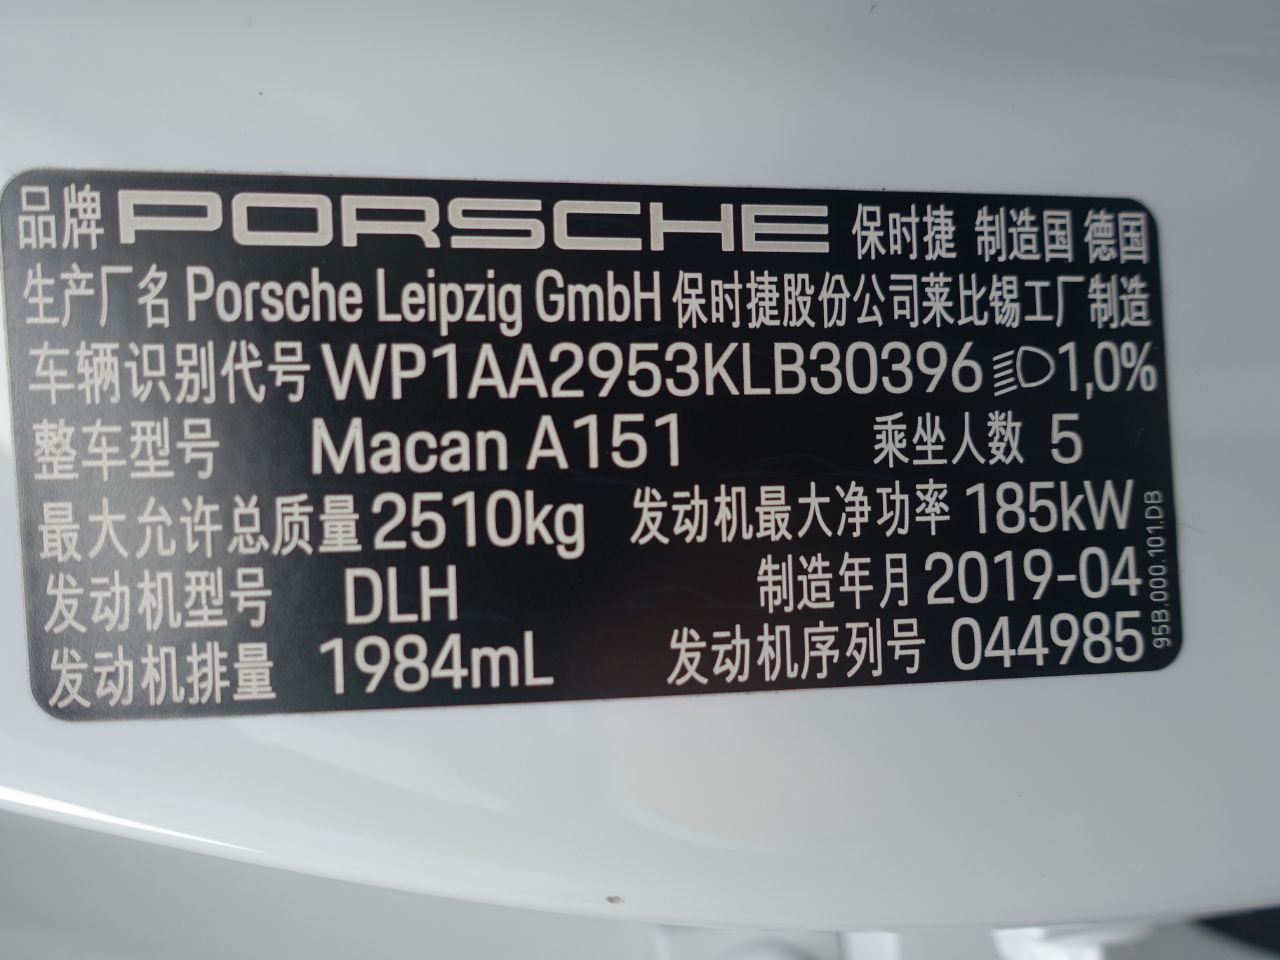 品牌 PORSCHE 保时捷 制造国 德国
生产厂名 Porsche Leipzig GmbH 保时捷股份公司莱比锡工厂制造
车辆识别代号 WP1AA2953KLB30396 1,0%
整车型号 Macan A151 乘坐人数 5
最大允许总质量 2510kg 发动机最大净功率 185kW
发动机型号 DLH 制造年月 2019-04
发动机排量 1984mL 发动机序列号 044985
95B.000.101.DB